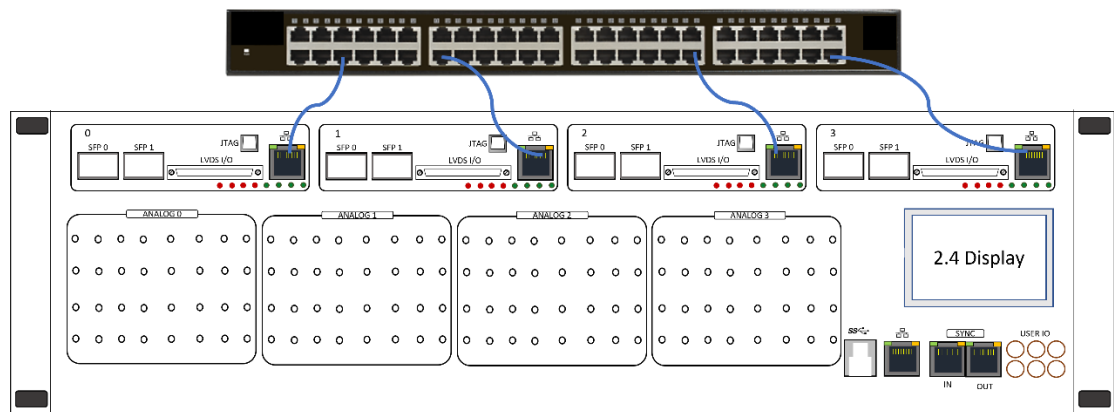 0
JTAG
SFP 0 SFP 1
LVDS I/O
1
JTAG
SFP 0 SFP 1
LVDS I/O
2
JTAG
SFP 0 SFP 1
LVDS I/O
3
JTAG
SFP 0 SFP 1
LVDS I/O
ANALOG 0
ANALOG 1
ANALOG 2
ANALOG 3
2.4 Display
SS
SYNC
USER IO
IN OUT